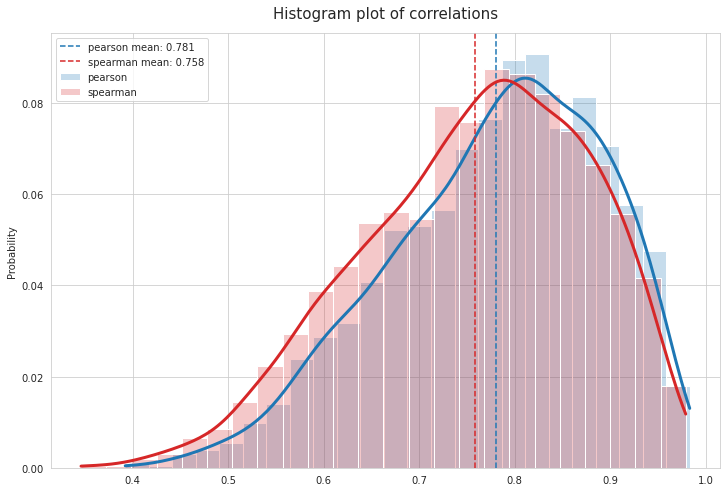 Histogram plot of correlations
pearson mean: 0.781
spearman mean: 0.758
pearson
spearman
Probability
0.08
0.06
0.04
0.02
0.00
0.4
0.5
0.6
0.7
0.8
0.9
1.0